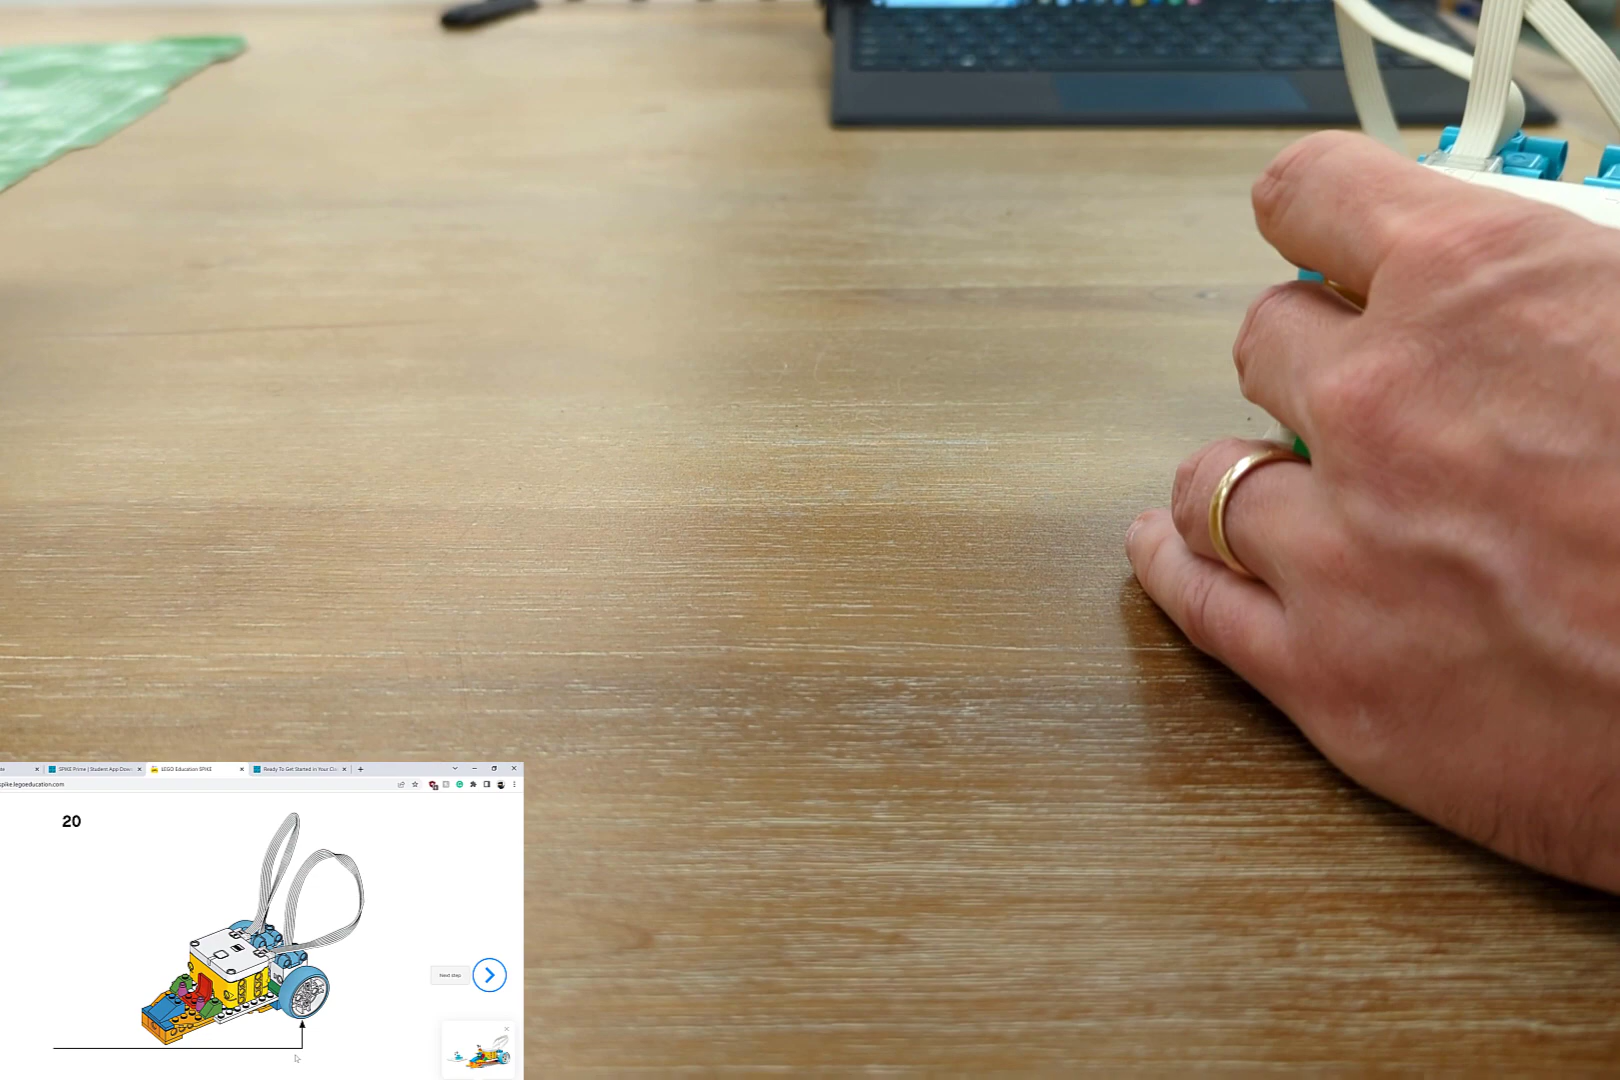 SPIKE Prime | Student App Down
LEGO Education SPIKE
Ready To Get Started in Your Cl
spike.legoeducation.com
20
Next step